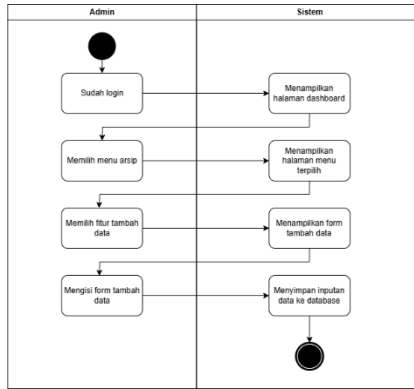 Admin
Sistem
Sudah login
Menampilkan
halaman dashboard
Memilih menu arsip
Menampilkan
halaman menu
terpilih
Memilih fitur tambah
data
Menampilkan form
tambah data
Mengisi form tambah
data
Menyimpan inputan
data ke database